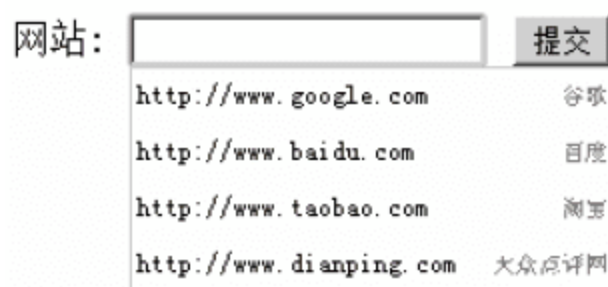 网站: 提交
http://www.google.com 谷歌
http://www.baidu.com 百度
http://www.taobao.com 淘宝
http://www.dianping.com 大众点评网